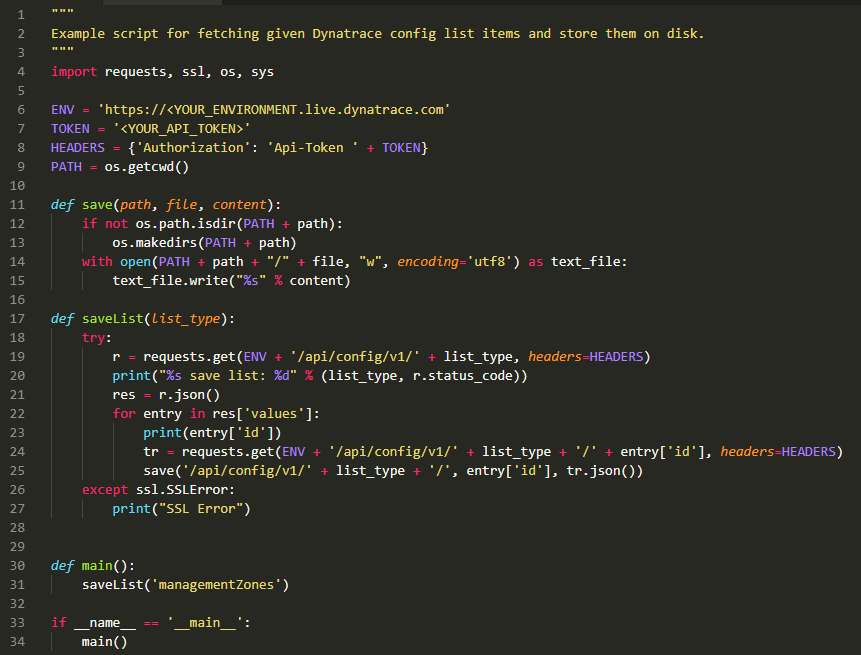 1 """
2 Example script for fetching given Dynatrace config list items and store them on disk.
3 """
4 import requests, ssl, os, sys
5
6 ENV = 'https://<YOUR_ENVIRONMENT.live.dynatrace.com'
7 TOKEN = '<YOUR_API_TOKEN>'
8 HEADERS = {'Authorization': 'Api-Token ' + TOKEN}
9 PATH = os.getcwd()
10
11 def save(path, file, content):
12     if not os.path.isdir(PATH + path):
13         os.makedirs(PATH + path)
14     with open(PATH + path + "/" + file, "w", encoding='utf8') as text_file:
15         text_file.write("%s" % content)
16
17 def saveList(list_type):
18     try:
19         r = requests.get(ENV + '/api/config/v1/' + list_type, headers=HEADERS)
20         print("%s save list: %d" % (list_type, r.status_code))
21         res = r.json()
22         for entry in res['values']:
23             print(entry['id'])
24             tr = requests.get(ENV + '/api/config/v1/' + list_type + '/' + entry['id'], headers=HEADERS)
25             save('/api/config/v1/' + list_type + '/', entry['id'], tr.json())
26     except ssl.SSLError:
27         print("SSL Error")
28
29
30 def main():
31     saveList('managementZones')
32
33 if __name__ == '__main__':
34     main()